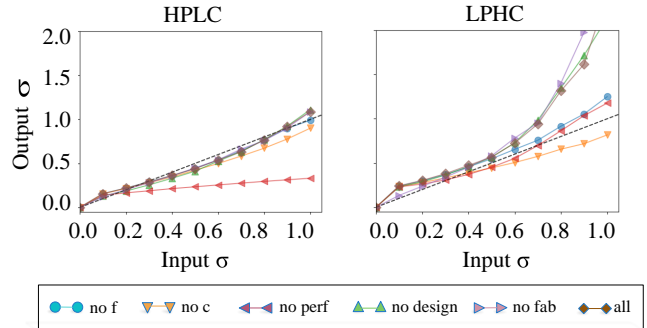 HPLC
LPHC
Output σ
2.0
1.5
1.0
0.5
0.0
0.0 0.2 0.4 0.6 0.8 1.0
0.0 0.2 0.4 0.6 0.8 1.0
Input σ
Input σ
no f no c no perf no design no fab all